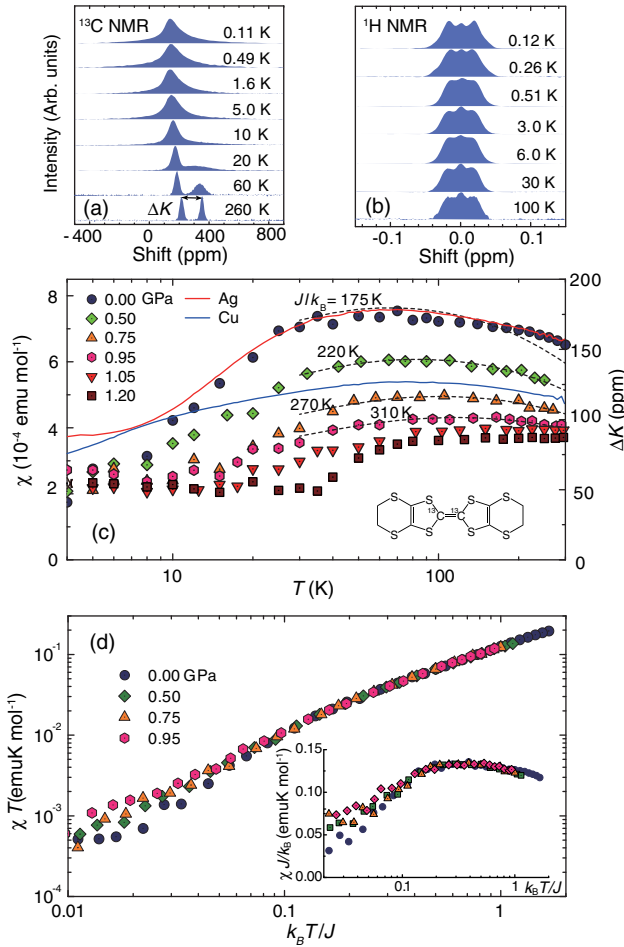 ¹³C NMR
0.11 K
0.49 K
1.6 K
5.0 K
10 K
20 K
60 K
260 K
(a)
ΔK
Intensity (Arb. units)
-400 0 400 800
Shift (ppm)
¹H NMR
0.12 K
0.26 K
0.51 K
3.0 K
6.0 K
30 K
100 K
(b)
-0.1 0.0 0.1
Shift (ppm)
0.00 GPa
0.50
0.75
0.95
1.05
1.20
Ag
Cu
J/k_B = 175 K
220 K
270 K
310 K
(c)
χ (10⁻⁴ emu mol⁻¹)
8
6
4
2
0
200
150
100
50
0
ΔK (ppm)
S S S S
13 13
C C
S S S S
10 100
T (K)
(d)
0.00 GPa
0.50
0.75
0.95
χ T(emuK mol⁻¹)
10⁻¹
10⁻²
10⁻³
10⁻⁴
0.01 0.1 1
k_BT/J
χ J/k_B (emuK mol⁻¹)
0.15
0.10
0.05
0.00
0.1 1
k_BT/J